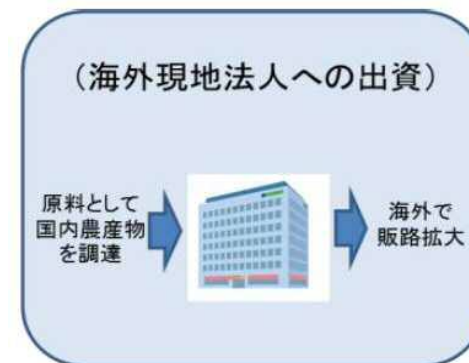 （海外現地法人への出資）
原料として
国内農産物
を調達
海外で
販路拡大